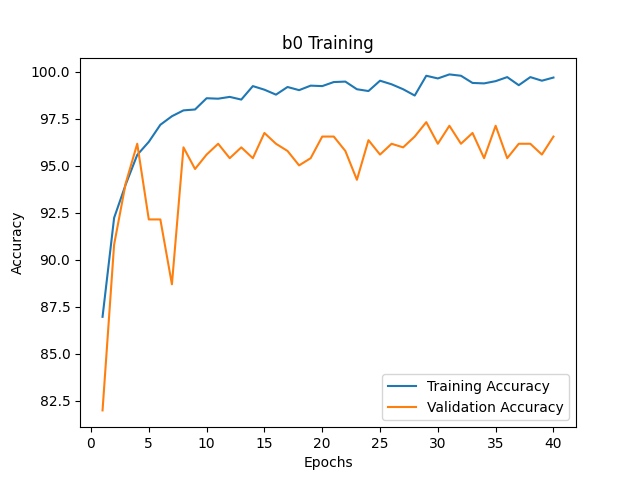 b0 Training
100.0
97.5
95.0
92.5
90.0
87.5
85.0
82.5
Accuracy
0 5 10 15 20 25 30 35 40
Epochs
Training Accuracy
Validation Accuracy